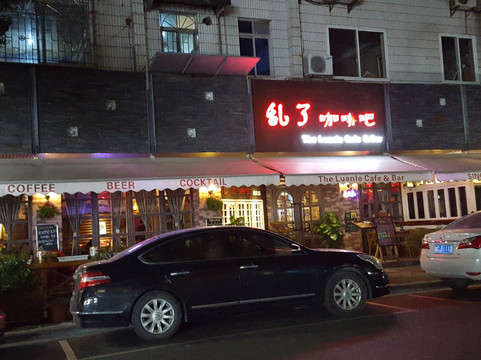 乱了咖啡吧
The Luanle Cafe & Bar
COFFEE BEER COCKTAIL
The Luanle Cafe & Bar